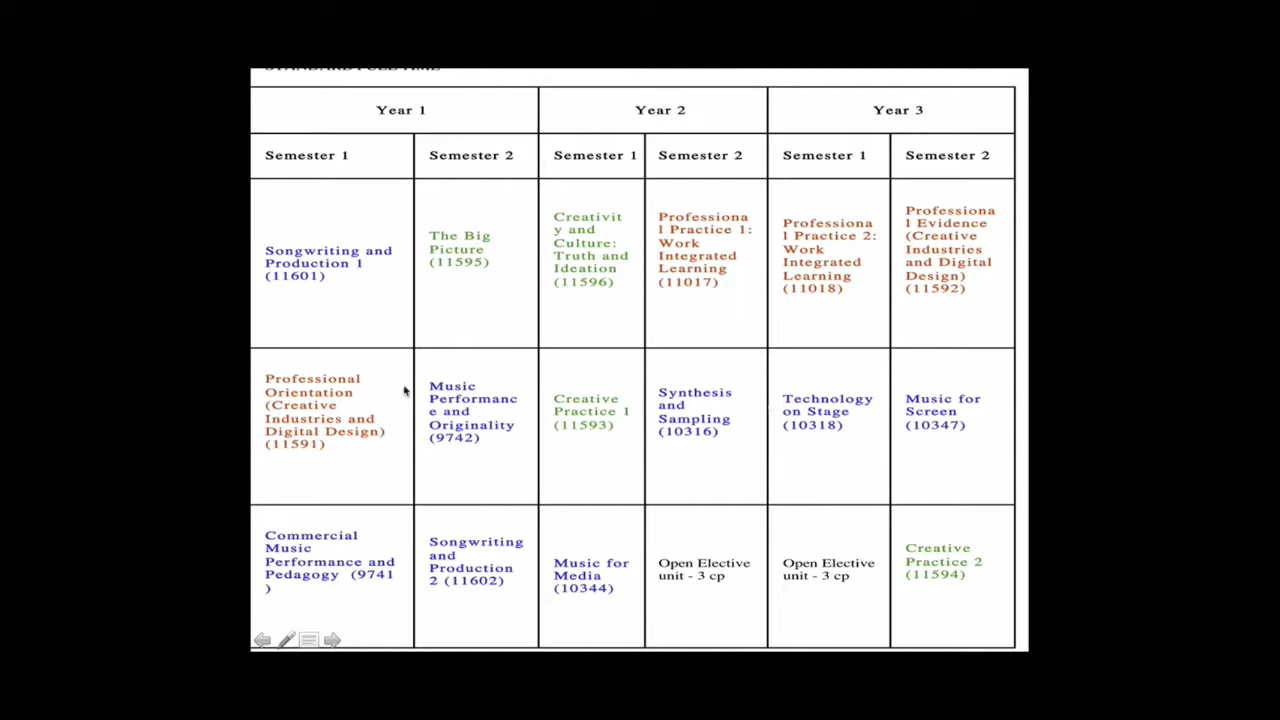 STANDARD FULL TIME
Year 1
Year 2
Year 3
Semester 1
Semester 2
Semester 1
Semester 2
Semester 1
Semester 2
Songwriting and
Production 1
(11601)
The Big
Picture
(11595)
Creativit
y and
Culture:
Truth and
Ideation
(11596)
Professiona
l Practice 1:
Work
Integrated
Learning
(11017)
Professiona
l Practice 2:
Work
Integrated
Learning
(11018)
Professiona
l Evidence
(Creative
Industries
and Digital
Design)
(11592)
Professional
Orientation
(Creative
Industries and
Digital Design)
(11591)
Music
Performanc
e and
Originality
(9742)
Creative
Practice 1
(11593)
Synthesis
and
Sampling
(10316)
Technology
on Stage
(10318)
Music for
Screen
(10347)
Commercial
Music
Performance and
Pedagogy (9741
)
Songwriting
and
Production
2 (11602)
Music for
Media
(10344)
Open Elective
unit - 3 cp
Open Elective
unit - 3 cp
Creative
Practice 2
(11594)